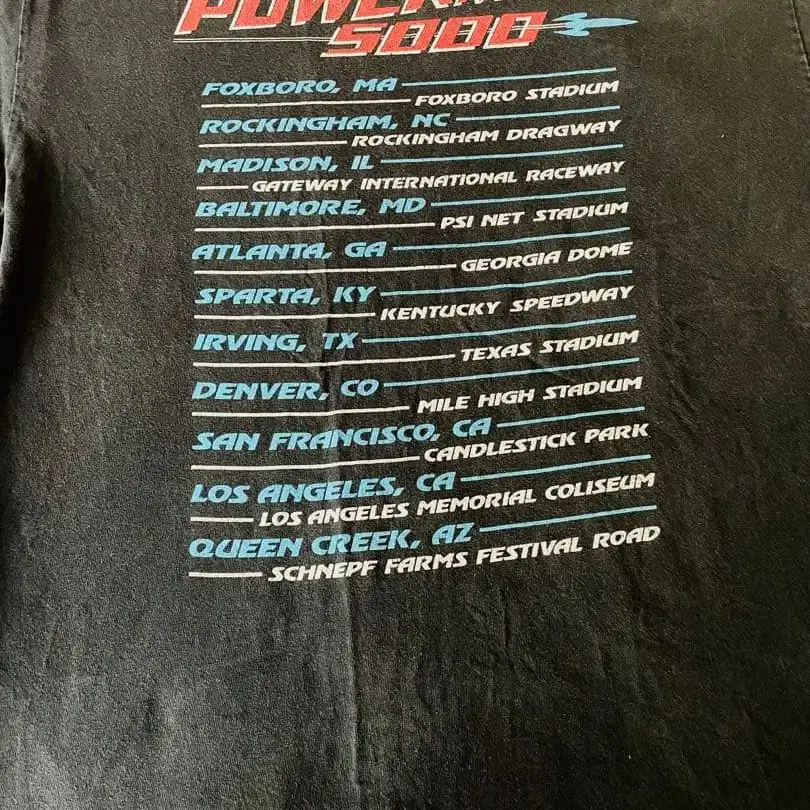 5000
FOXBORO, MA
FOXBORO STADIUM
ROCKINGHAM, NC
ROCKINGHAM DRAGWAY
MADISON, IL
GATEWAY INTERNATIONAL RACEWAY
BALTIMORE, MD
PSI NET STADIUM
ATLANTA, GA
GEORGIA DOME
SPARTA, KY
KENTUCKY SPEEDWAY
IRVING, TX
TEXAS STADIUM
DENVER, CO
MILE HIGH STADIUM
SAN FRANCISCO, CA
CANDLESTICK PARK
LOS ANGELES, CA
LOS ANGELES MEMORIAL COLISEUM
QUEEN CREEK, AZ
SCHNEPF FARMS FESTIVAL ROAD